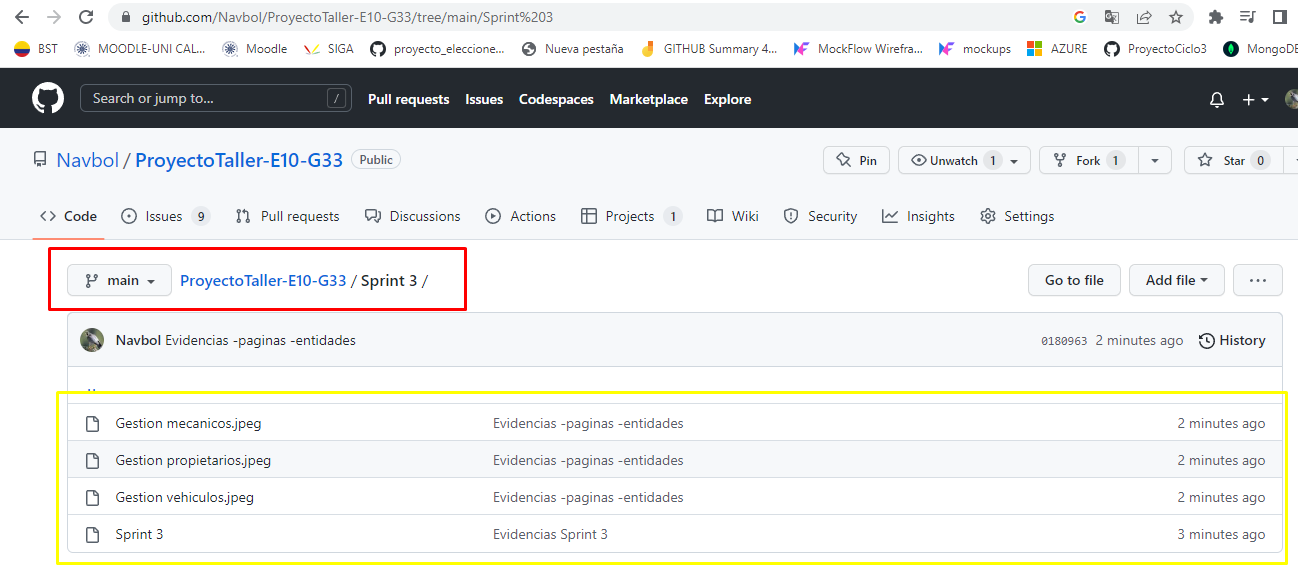 github.com/Navbol/ProyectoTaller-E10-G33/tree/main/Sprint%203
BST MOODLE-UNI CAL... Moodle SIGA proyecto_eleccione... Nueva pestaña GITHUB Summary 4... MockFlow Wirefram... mockups AZURE ProyectoCiclo3 MongoDB
Search or jump to... / Pull requests Issues Codespaces Marketplace Explore
Navbol / ProyectoTaller-E10-G33 Public Pin Unwatch 1 Fork 1 Star 0
Code Issues 9 Pull requests Discussions Actions Projects 1 Wiki Security Insights Settings
main ProyectoTaller-E10-G33 / Sprint 3 / Go to file Add file ...
Navbol Evidencias -paginas -entidades 0180963 2 minutes ago History
..
Gestion mecanicos.jpeg Evidencias -paginas -entidades 2 minutes ago
Gestion propietarios.jpeg Evidencias -paginas -entidades 2 minutes ago
Gestion vehiculos.jpeg Evidencias -paginas -entidades 2 minutes ago
Sprint 3 Evidencias Sprint 3 3 minutes ago